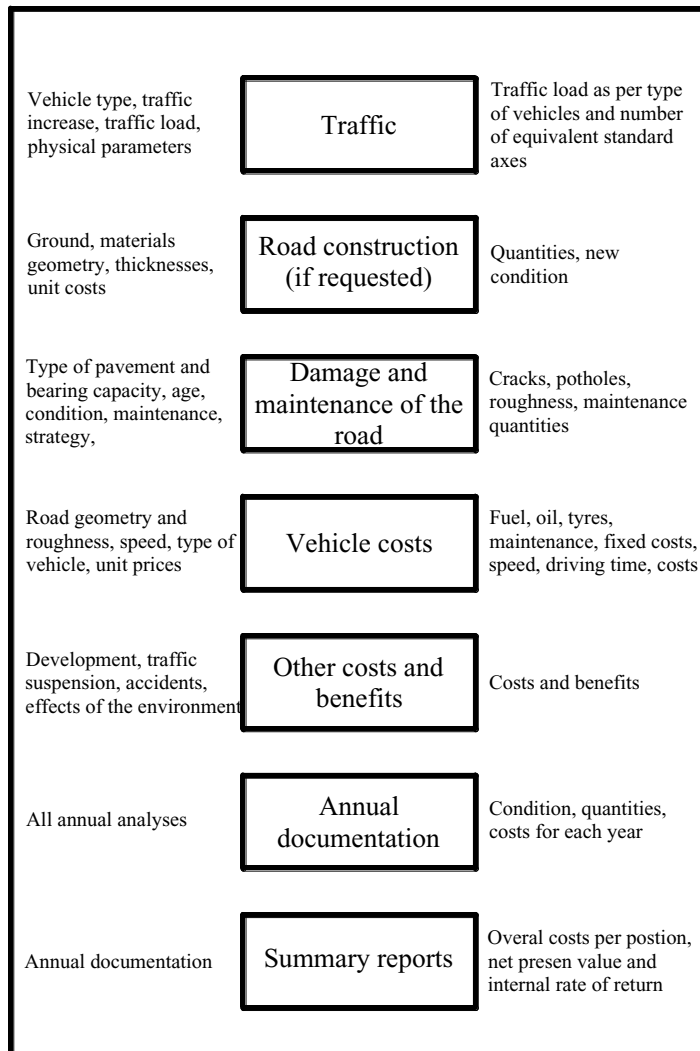 Vehicle type, traffic
increase, traffic load,
physical parameters
Traffic
Traffic load as per type
of vehicles and number
of equivalent standard
axes
Ground, materials
geometry, thicknesses,
unit costs
Road construction
(if requested)
Quantities, new
condition
Type of pavement and
bearing capacity, age,
condition, maintenance,
strategy,
Damage and
maintenance of the
road
Cracks, potholes,
roughness, maintenance
quantities
Road geometry and
roughness, speed, type of
vehicle, unit prices
Vehicle costs
Fuel, oil, tyres,
maintenance, fixed costs,
speed, driving time, costs
Development, traffic
suspension, accidents,
effects of the environment
Other costs and
benefits
Costs and benefits
All annual analyses
Annual
documentation
Condition, quantities,
costs for each year
Annual documentation
Summary reports
Overal costs per postion,
net presen value and
internal rate of return